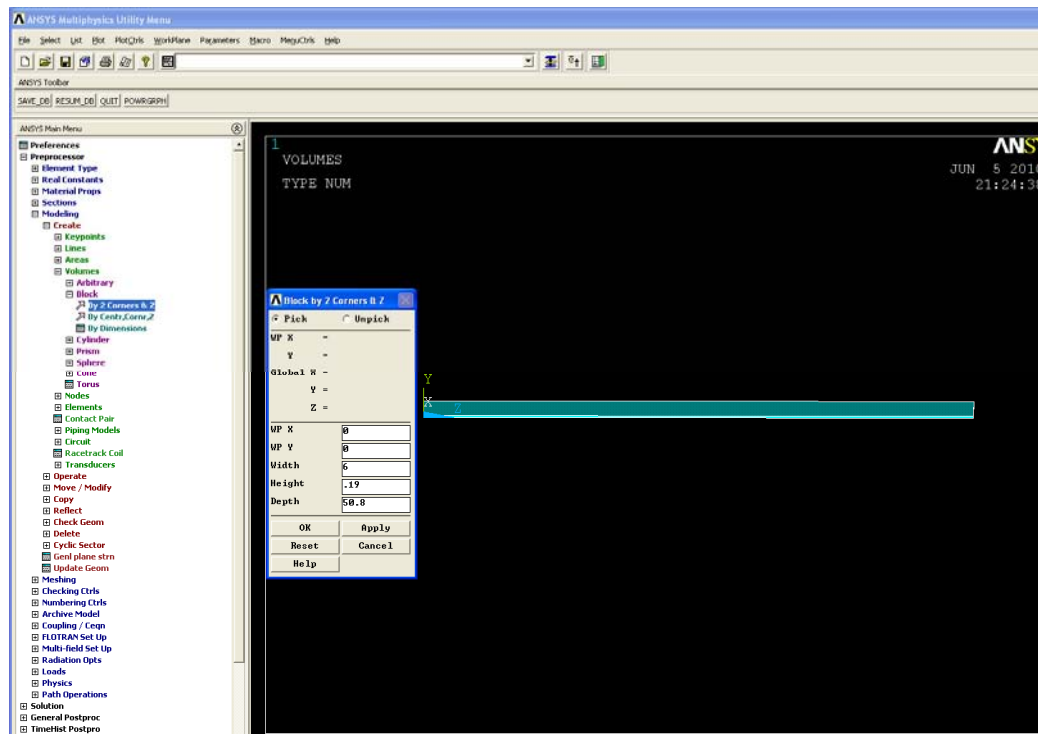 ANSYS Multiphysics Utility Menu
File Select List Plot PlotCtrls WorkPlane Parameters Macro MenuCtrls Help
ANSYS Toolbar
SAVE_DB RESUM_DB QUIT POWRGRPH
ANSYS Main Menu
Preferences
Preprocessor
Element Type
Real Constants
Material Props
Sections
Modeling
Create
Keypoints
Lines
Areas
Volumes
Arbitrary
Block
By 2 Corners & Z
By Centr,Cornr,Z
By Dimensions
Cylinder
Prism
Sphere
Cone
Torus
Nodes
Elements
Contact Pair
Piping Models
Circuit
Racetrack Coil
Transducers
Operate
Move / Modify
Copy
Reflect
Check Geom
Delete
Cyclic Sector
Genl plane strn
Update Geom
Meshing
Checking Ctrls
Numbering Ctrls
Archive Model
Coupling / Ceqn
FLOTRAN Set Up
Multi-field Set Up
Radiation Opts
Loads
Physics
Path Operations
Solution
General Postproc
TimeHist Postpro
1
VOLUMES
TYPE NUM
ANSY
JUN 5 2010
21:24:38
Block by 2 Corners & Z
Pick Unpick
WP X =
Y =
Global X =
Y =
Z =
WP X 0
WP Y 0
Width 6
Height .19
Depth 50.8
OK Apply
Reset Cancel
Help
Y
X Z